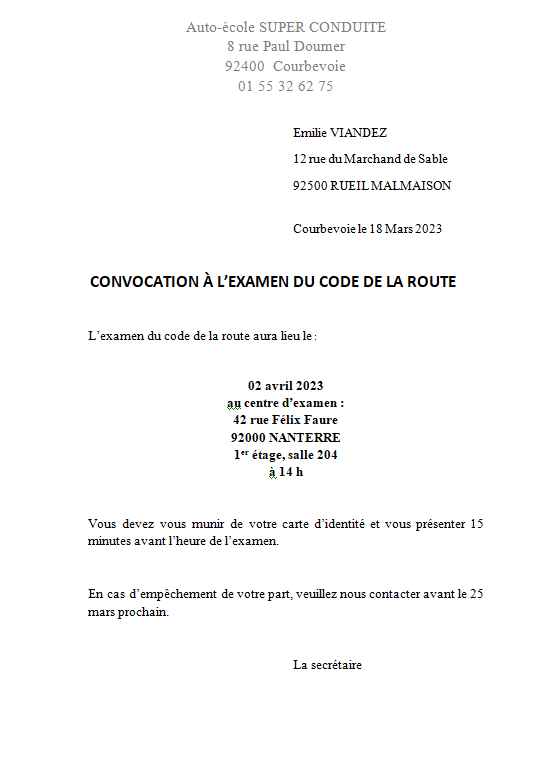 Auto-école SUPER CONDUITE
8 rue Paul Doumer
92400  Courbevoie
01 55 32 62 75
Emilie VIANDEZ
12 rue du Marchand de Sable
92500 RUEIL MALMAISON
Courbevoie le 18 Mars 2023
CONVOCATION À L’EXAMEN DU CODE DE LA ROUTE
L’examen du code de la route aura lieu le :
02 avril 2023
au centre d’examen :
42 rue Félix Faure
92000 NANTERRE
1er étage, salle 204
à 14 h
Vous devez vous munir de votre carte d’identité et vous présenter 15
minutes avant l’heure de l’examen.
En cas d’empêchement de votre part, veuillez nous contacter avant le 25
mars prochain.
La secrétaire